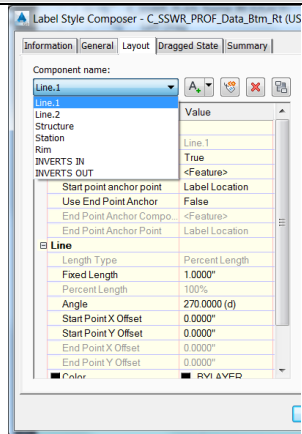 Label Style Composer - C_SSWR_PROF_Data_Btm_Rt (US
Information General Layout Dragged State Summary
Component name:
Line.1
Line.1
Line.2
Structure
Station
Rim
INVERTS IN
INVERTS OUT
Value
Line.1
True
<Feature>
Start point anchor point Label Location
Use End Point Anchor False
End Point Anchor Compo... <Feature>
End Point Anchor Point Label Location
Line
Length Type Percent Length
Fixed Length 1.0000"
Percent Length 100%
Angle 270.0000 (d)
Start Point X Offset 0.0000"
Start Point Y Offset 0.0000"
End Point X Offset 0.0000"
End Point Y Offset 0.0000"
Color BYLAYER